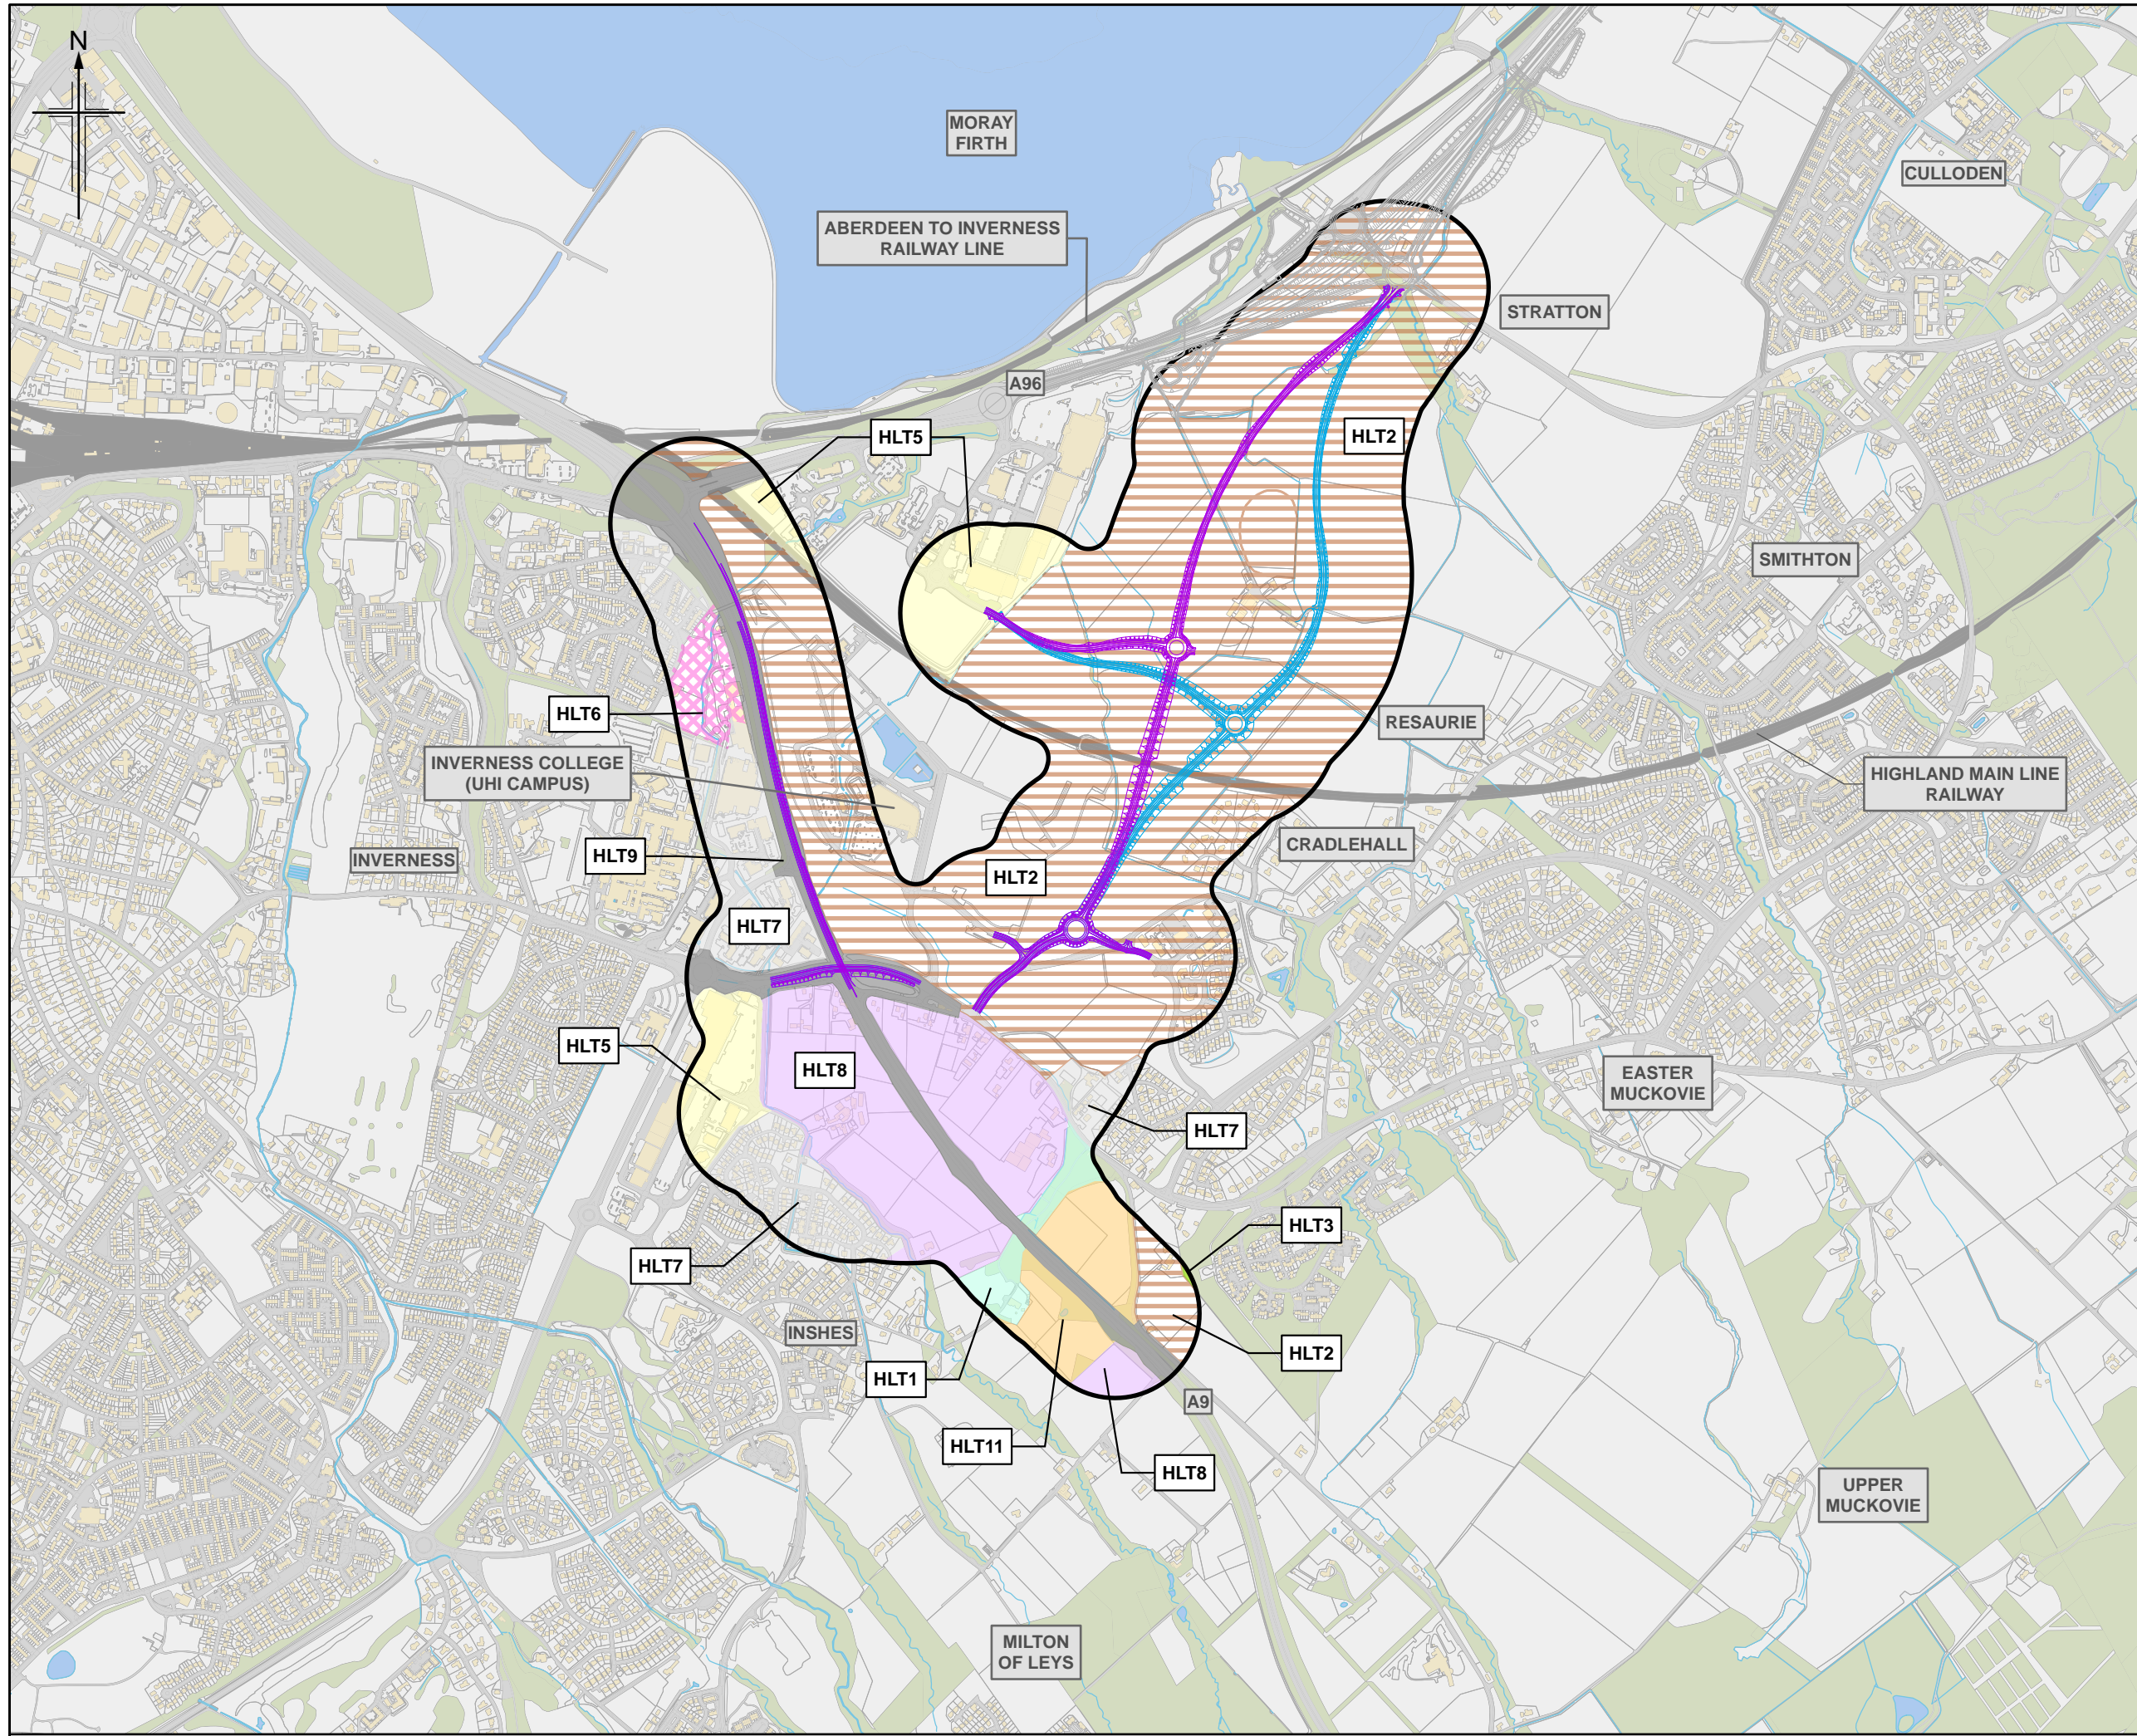 N
MORAY
FIRTH
CULLODEN
ABERDEEN TO INVERNESS
RAILWAY LINE
STRATTON
A96
HLT5
HLT2
SMITHTON
HLT6
RESAURIE
INVERNESS COLLEGE
(UHI CAMPUS)
HIGHLAND MAIN LINE
RAILWAY
CRADLEHALL
HLT9
INVERNESS
HLT2
HLT7
HLT5
HLT8
EASTER
MUCKOVIE
HLT7
HLT3
HLT7
INSHES
HLT2
HLT1
A9
HLT11
HLT8
UPPER
MUCKOVIE
MILTON
OF LEYS